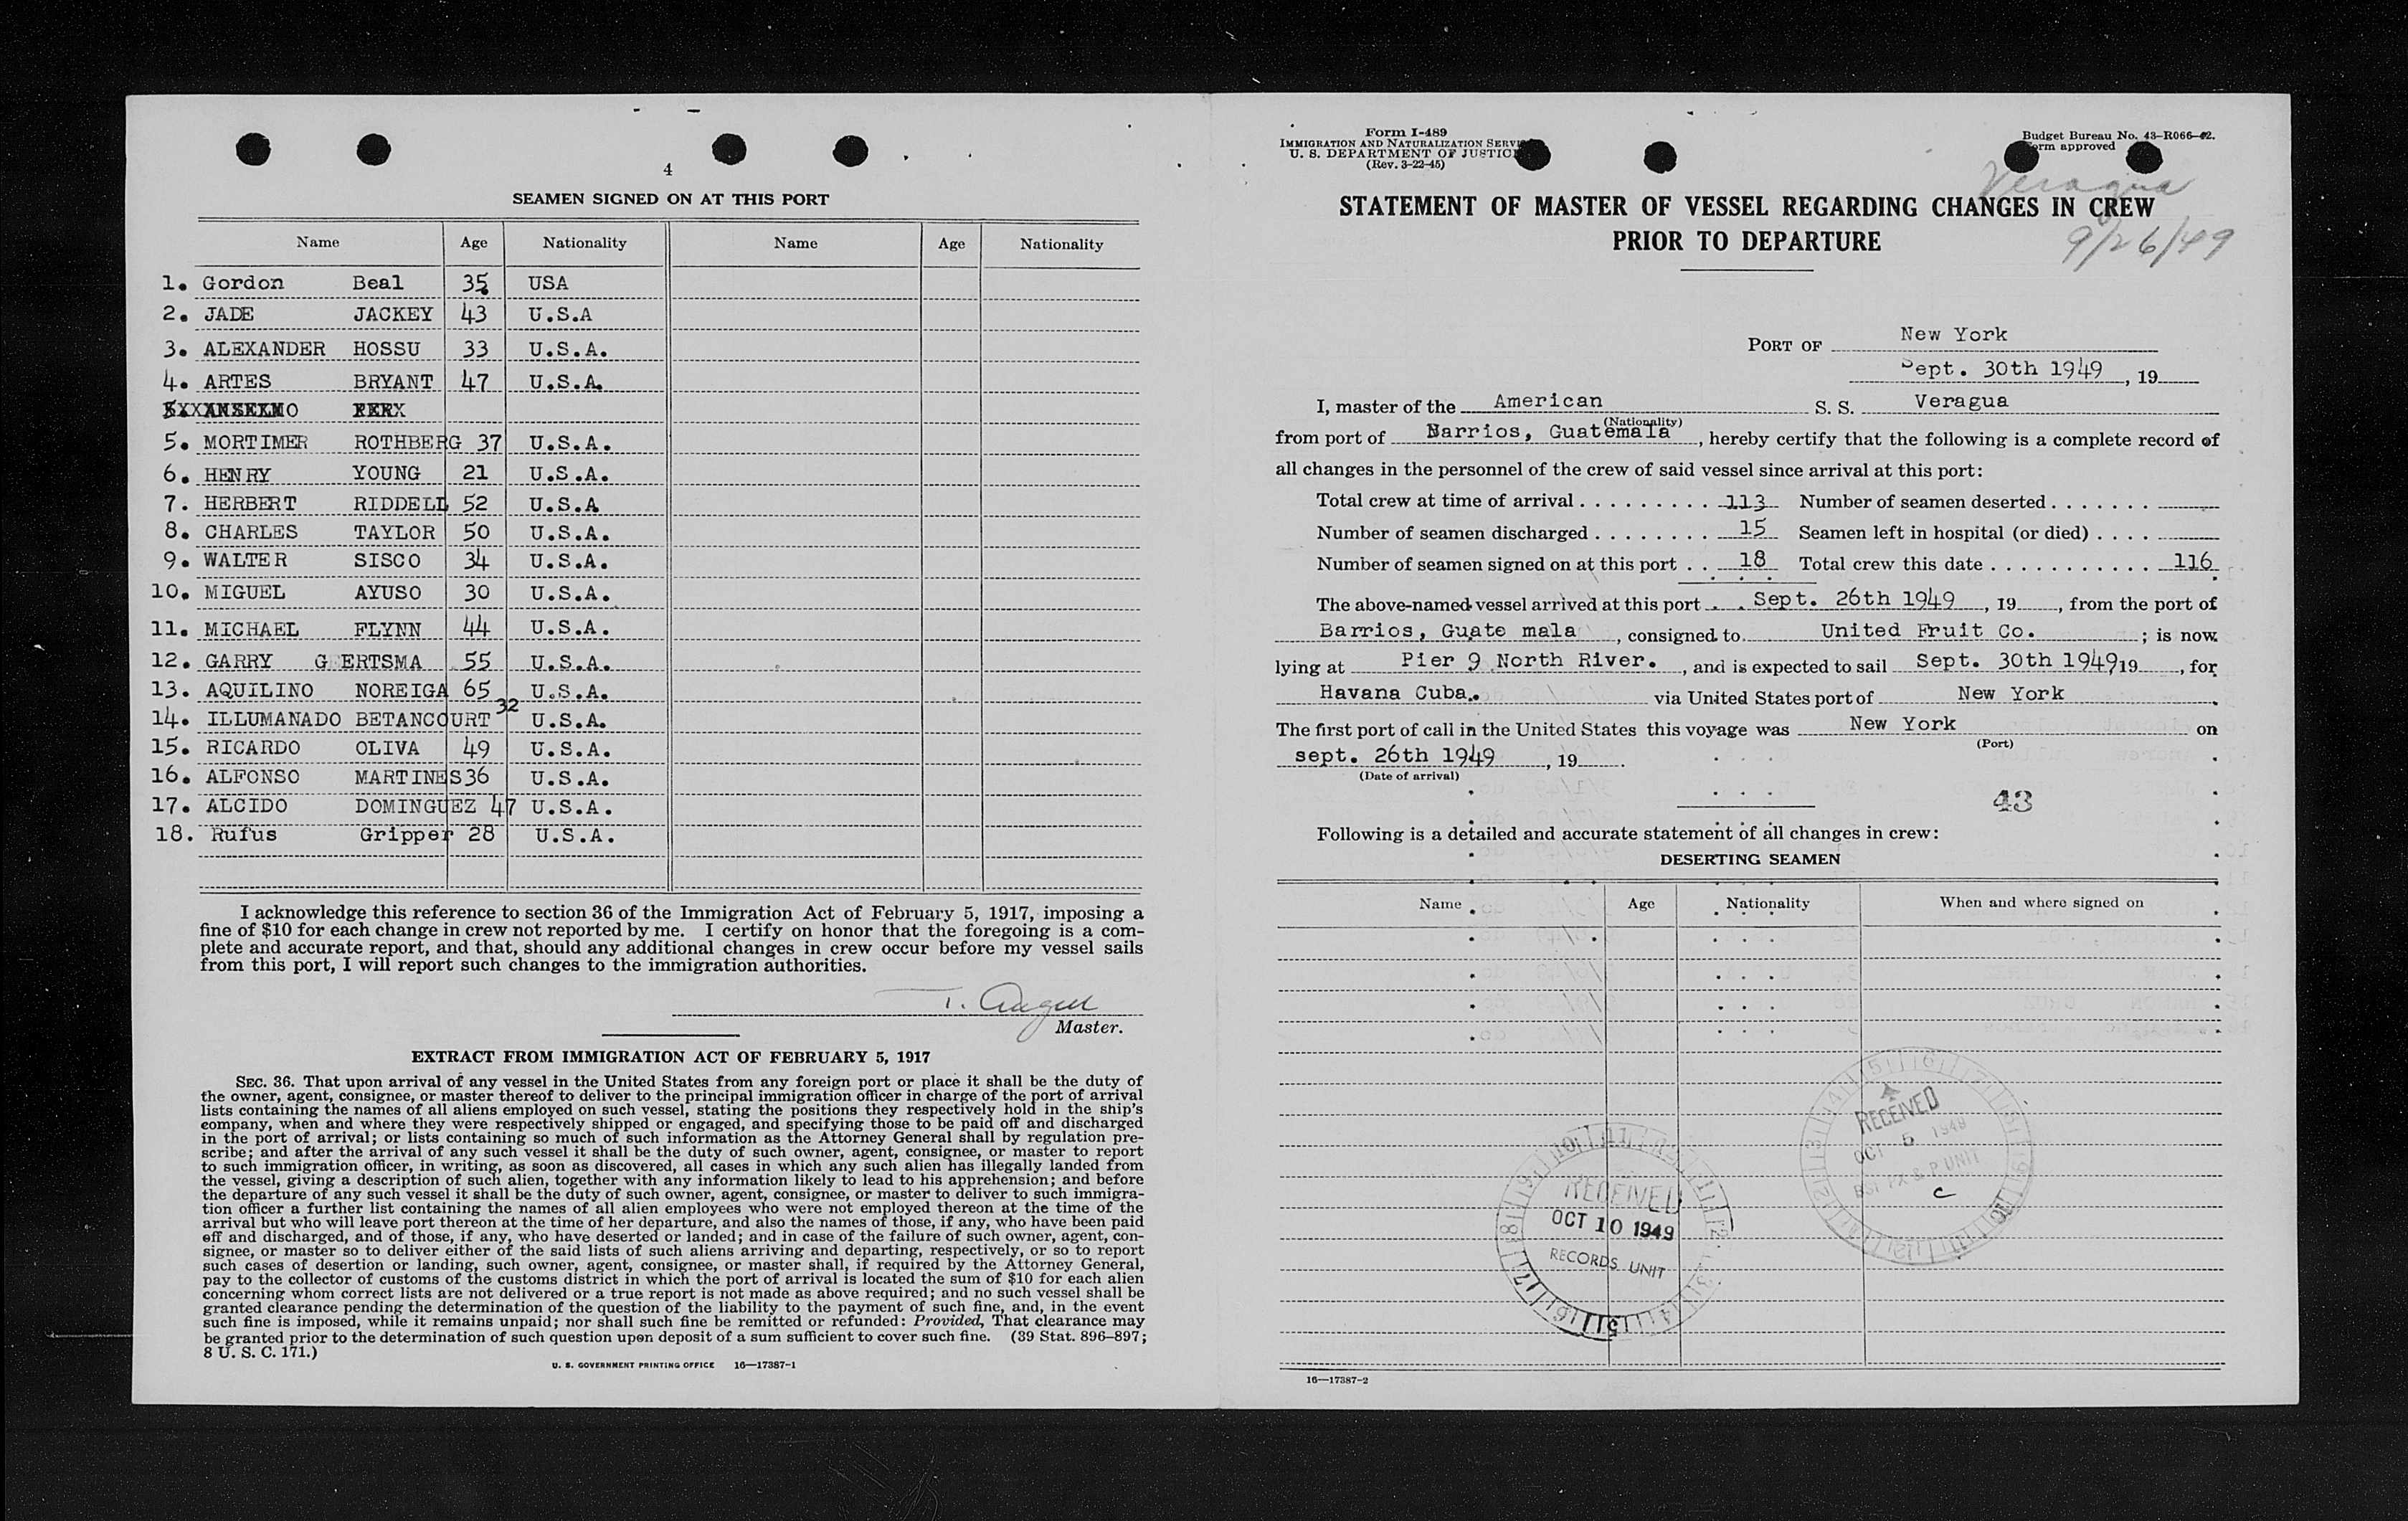 4
SEAMEN SIGNED ON AT THIS PORT
Name Age Nationality Name Age Nationality
1. Gordon Beal 35 USA
2. JADE JACKEY 43 U.S.A
3. ALEXANDER HOSSU 33 U.S.A.
4. ARTES BRYANT 47 U.S.A.
5. MORTIMER ROTHBERG 37 U.S.A.
6. HENRY YOUNG 21 U.S.A.
7. HERBERT RIDDELL 52 U.S.A
8. CHARLES TAYLOR 50 U.S.A.
9. WALTER SISCO 34 U.S.A.
10. MIGUEL AYUSO 30 U.S.A.
11. MICHAEL FLYNN 44 U.S.A.
12. GARRY G ERTSMA 55 U.S.A.
13. AQUILINO NOREIGA 65 U.S.A.
14. ILLUMANADO BETANCOURT 32 U.S.A.
15. RICARDO OLIVA 49 U.S.A.
16. ALFONSO MARTINES 36 U.S.A.
17. ALCIDO DOMINGUEZ 47 U.S.A.
18. Rufus Gripper 28 U.S.A.
I acknowledge this reference to section 36 of the Immigration Act of February 5, 1917, imposing a
fine of $10 for each change in crew not reported by me. I certify on honor that the foregoing is a com-
plete and accurate report, and that, should any additional changes in crew occur before my vessel sails
from this port, I will report such changes to the immigration authorities.
Master.
EXTRACT FROM IMMIGRATION ACT OF FEBRUARY 5, 1917
SEC. 36. That upon arrival of any vessel in the United States from any foreign port or place it shall be the duty of
the owner, agent, consignee, or master thereof to deliver to the principal immigration officer in charge of the port of arrival
lists containing the names of all aliens employed on such vessel, stating the positions they respectively hold in the ship's
company, when and where they were respectively shipped or engaged, and specifying those to be paid off and discharged
in the port of arrival; or lists containing so much of such information as the Attorney General shall by regulation pre-
scribe; and after the arrival of any such vessel it shall be the duty of such owner, agent, consignee, or master to report
to such immigration officer, in writing, as soon as discovered, all cases in which any such alien has illegally landed from
the vessel, giving a description of such alien, together with any information likely to lead to his apprehension; and before
the departure of any such vessel it shall be the duty of such owner, agent, consignee, or master to deliver to such immigra-
tion officer a further list containing the names of all alien employees who were not employed thereon at the time of the
arrival but who will leave port thereon at the time of her departure, and also the names of those, if any, who have been paid
off and discharged, and of those, if any, who have deserted or landed; and in case of the failure of such owner, agent, con-
signee, or master so to deliver either of the said lists of such aliens arriving and departing, respectively, or so to report
such cases of desertion or landing, such owner, agent, consignee, or master shall, if required by the Attorney General,
pay to the collector of customs of the customs district in which the port of arrival is located the sum of $10 for each alien
concerning whom correct lists are not delivered or a true report is not made as above required; and no such vessel shall be
granted clearance pending the determination of the question of the liability to the payment of such fine, and, in the event
such fine is imposed, while it remains unpaid; nor shall such fine be remitted or refunded: Provided, That clearance may
be granted prior to the determination of such question upon deposit of a sum sufficient to cover such fine. (39 Stat. 896-897;
8 U. S. C. 171.)
U. S. GOVERNMENT PRINTING OFFICE 16—17387-1
Form I-489
IMMIGRATION AND NATURALIZATION SERVI
U. S. DEPARTMENT OF JUSTIC
(Rev. 3-22-45)
Budget Bureau No. 43-R066-
orm approved
Veragua
STATEMENT OF MASTER OF VESSEL REGARDING CHANGES IN CREW
PRIOR TO DEPARTURE
9/26/49
PORT OF New York
Sept. 30th 1949, 19
I, master of the American S. S. Veragua
(Nationality)
from port of Barrios, Guatemala, hereby certify that the following is a complete record of
all changes in the personnel of the crew of said vessel since arrival at this port:
Total crew at time of arrival 113 Number of seamen deserted
Number of seamen discharged 15 Seamen left in hospital (or died)
Number of seamen signed on at this port 18 Total crew this date 116
The above-named vessel arrived at this port Sept. 26th 1949, 19, from the port of
Barrios, Guate mala, consigned to United Fruit Co. ; is now
lying at Pier 9 North River., and is expected to sail Sept. 30th 1949, 19, for
Havana Cuba. via United States port of New York
The first port of call in the United States this voyage was New York on
(Port)
sept. 26th 1949, 19
(Date of arrival)
43
Following is a detailed and accurate statement of all changes in crew:
DESERTING SEAMEN
Name Age Nationality When and where signed on
RECEIVED
OCT 5 1949
RECEIVED
OCT 10 1949
RECORDS UNIT
16—17387-2